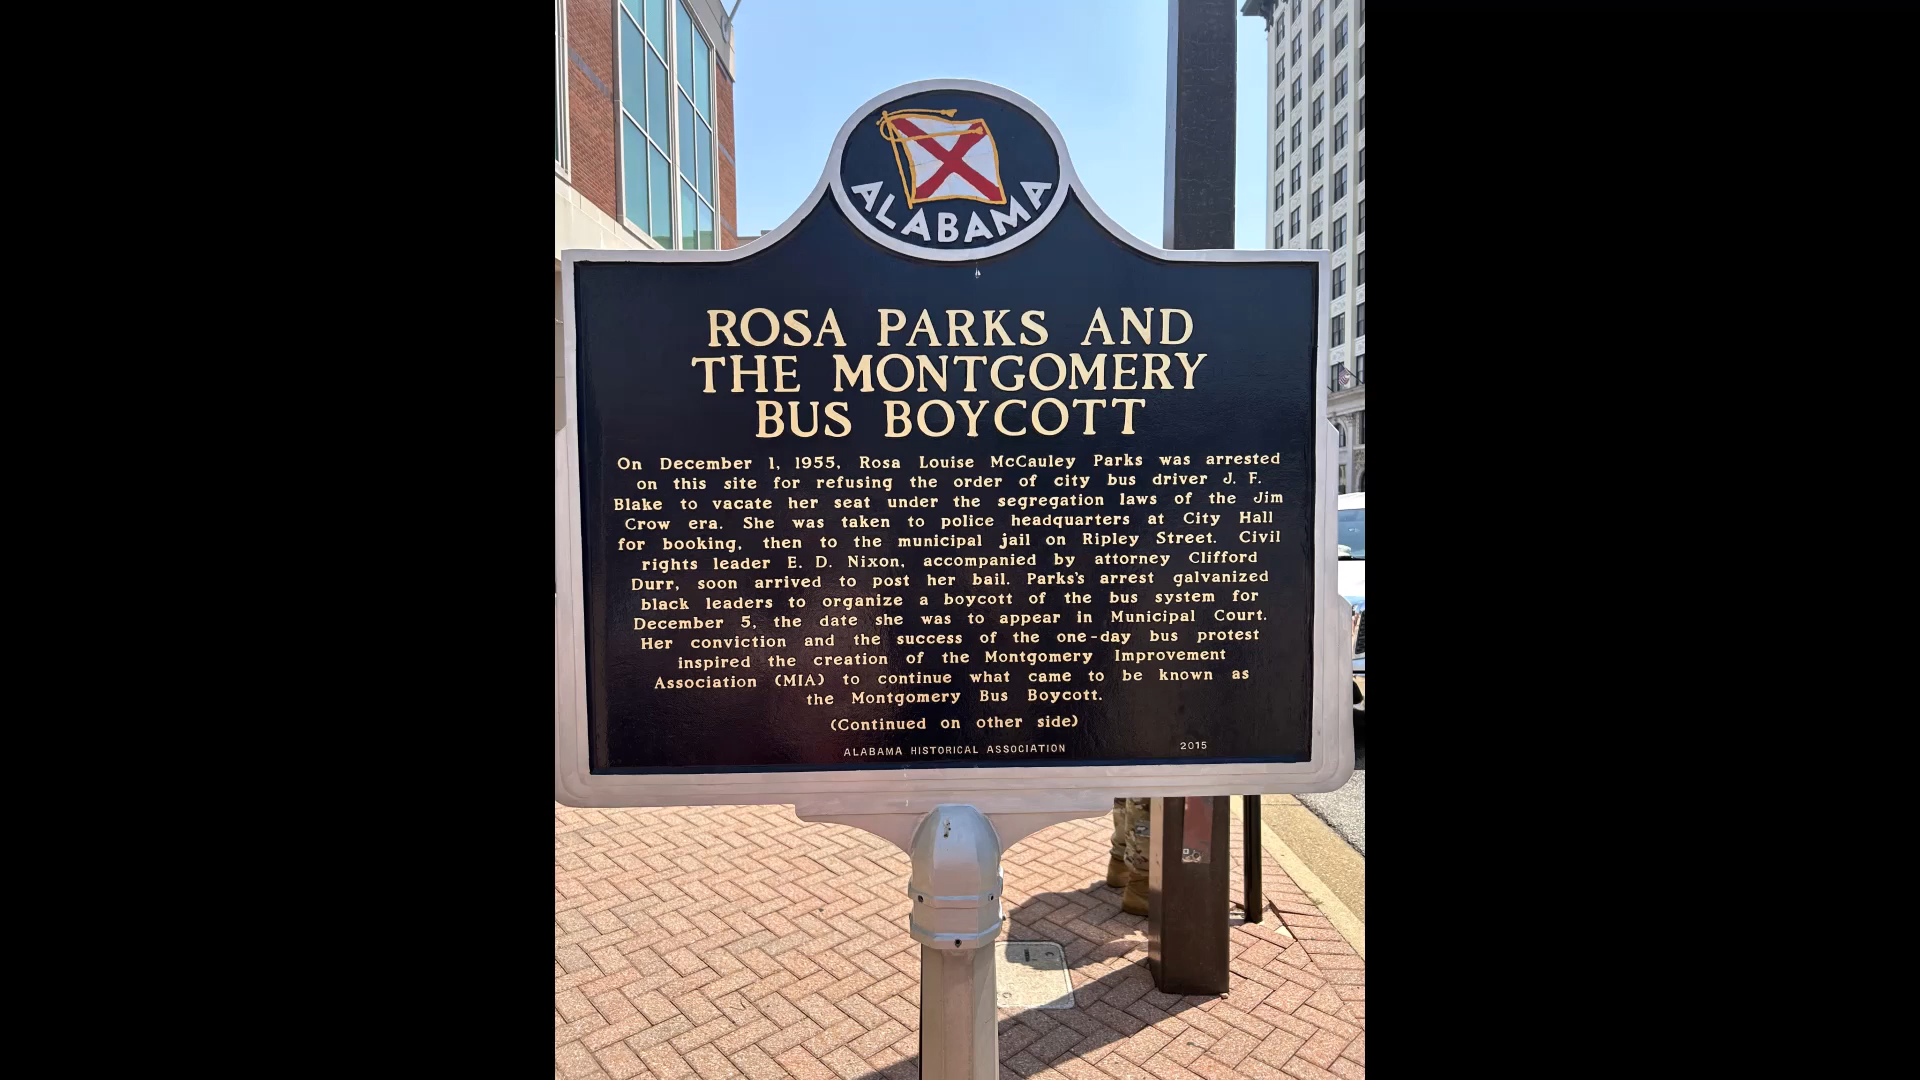 ALABAMA
ROSA PARKS AND
THE MONTGOMERY
BUS BOYCOTT
On December 1, 1955, Rosa Louise McCauley Parks was arrested
on this site for refusing the order of city bus driver J. F.
Blake to vacate her seat under the segregation laws of the Jim
Crow era. She was taken to police headquarters at City Hall
for booking, then to the municipal jail on Ripley Street. Civil
rights leader E. D. Nixon, accompanied by attorney Clifford
Durr, soon arrived to post her bail. Parks's arrest galvanized
black leaders to organize a boycott of the bus system for
December 5, the date she was to appear in Municipal Court.
Her conviction and the success of the one-day bus protest
inspired the creation of the Montgomery Improvement
Association (MIA) to continue what came to be known as
the Montgomery Bus Boycott.
(Continued on other side)
ALABAMA HISTORICAL ASSOCIATION 2015